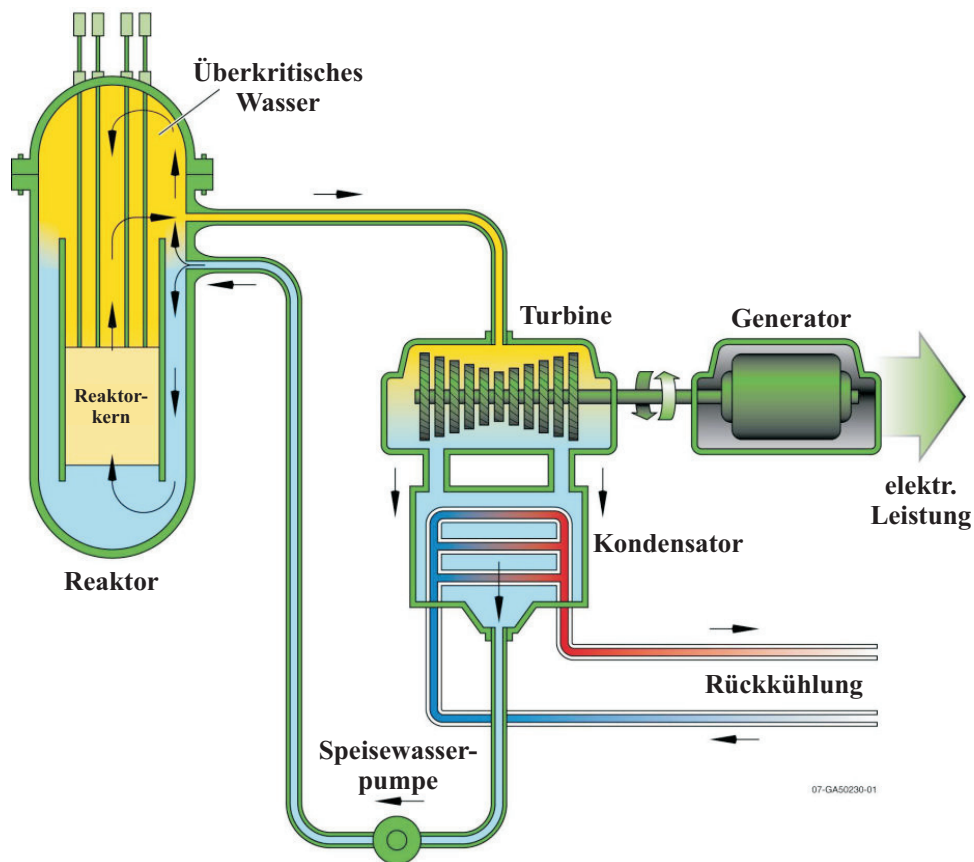 Überkritisches
Wasser
Turbine
Generator
Reaktor-
kern
elektr.
Leistung
Kondensator
Reaktor
Rückkühlung
Speisewasser-
pumpe
07-GA50230-01